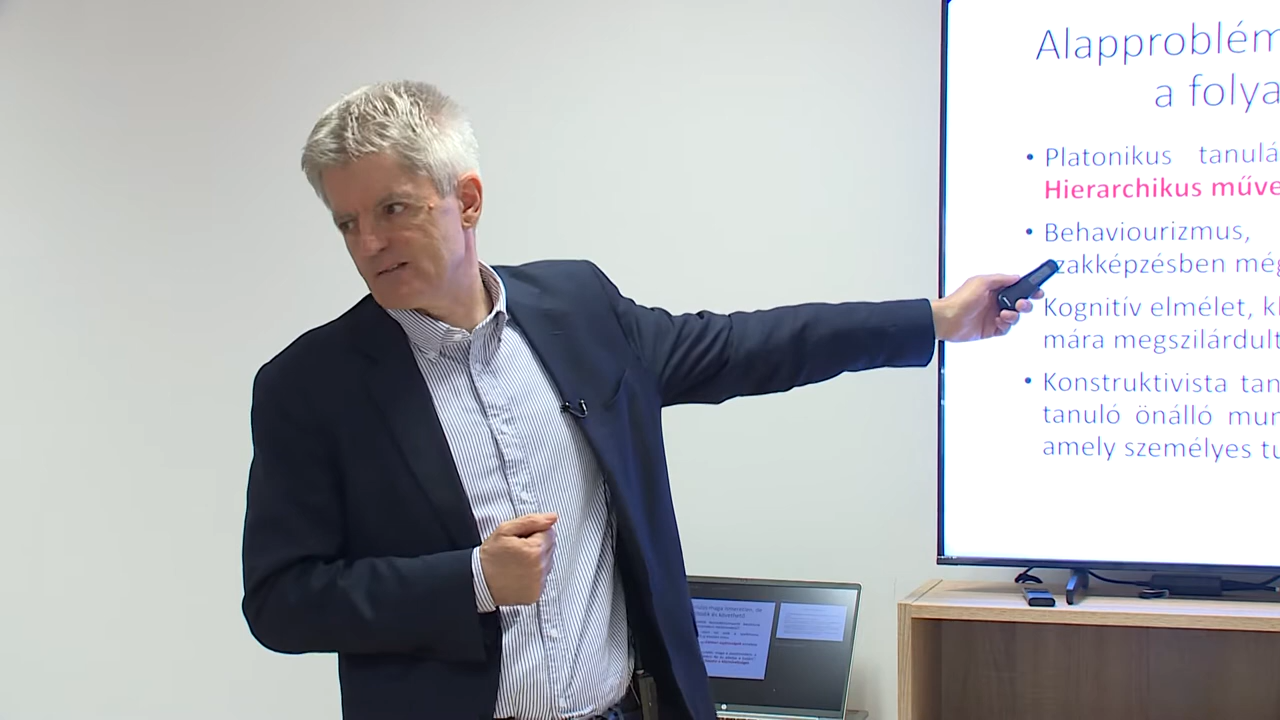 Alapproblém
a folya
• Platonikus tanulá
Hierarchikus műve
• Behaviourizmus,
zakképzésben még
Kognitív elmélet, k
mára megszilárdult
• Konstruktivista tan
tanuló önálló mun
amely személyes tu